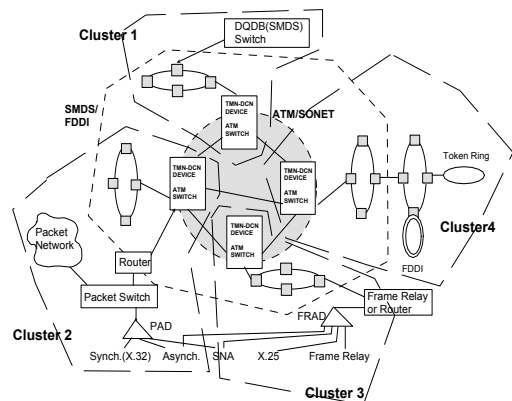 Cluster 1
DQDB(SMDS)
Switch
SMDS/
FDDI
ATM/SONET
TMN-DCN
DEVICE
ATM
SWITCH
TMN-DCN
DEVICE
ATM
SWITCH
TMN-DCN
DEVICE
ATM
SWITCH
TMN-DCN
DEVICE
ATM
SWITCH
Token Ring
Cluster4
FDDI
Packet
Network
Router
Packet Switch
Frame Relay
or Router
PAD
FRAD
Cluster 2
Synch.(X.32)
Asynch.
SNA
X.25
Frame Relay
Cluster 3